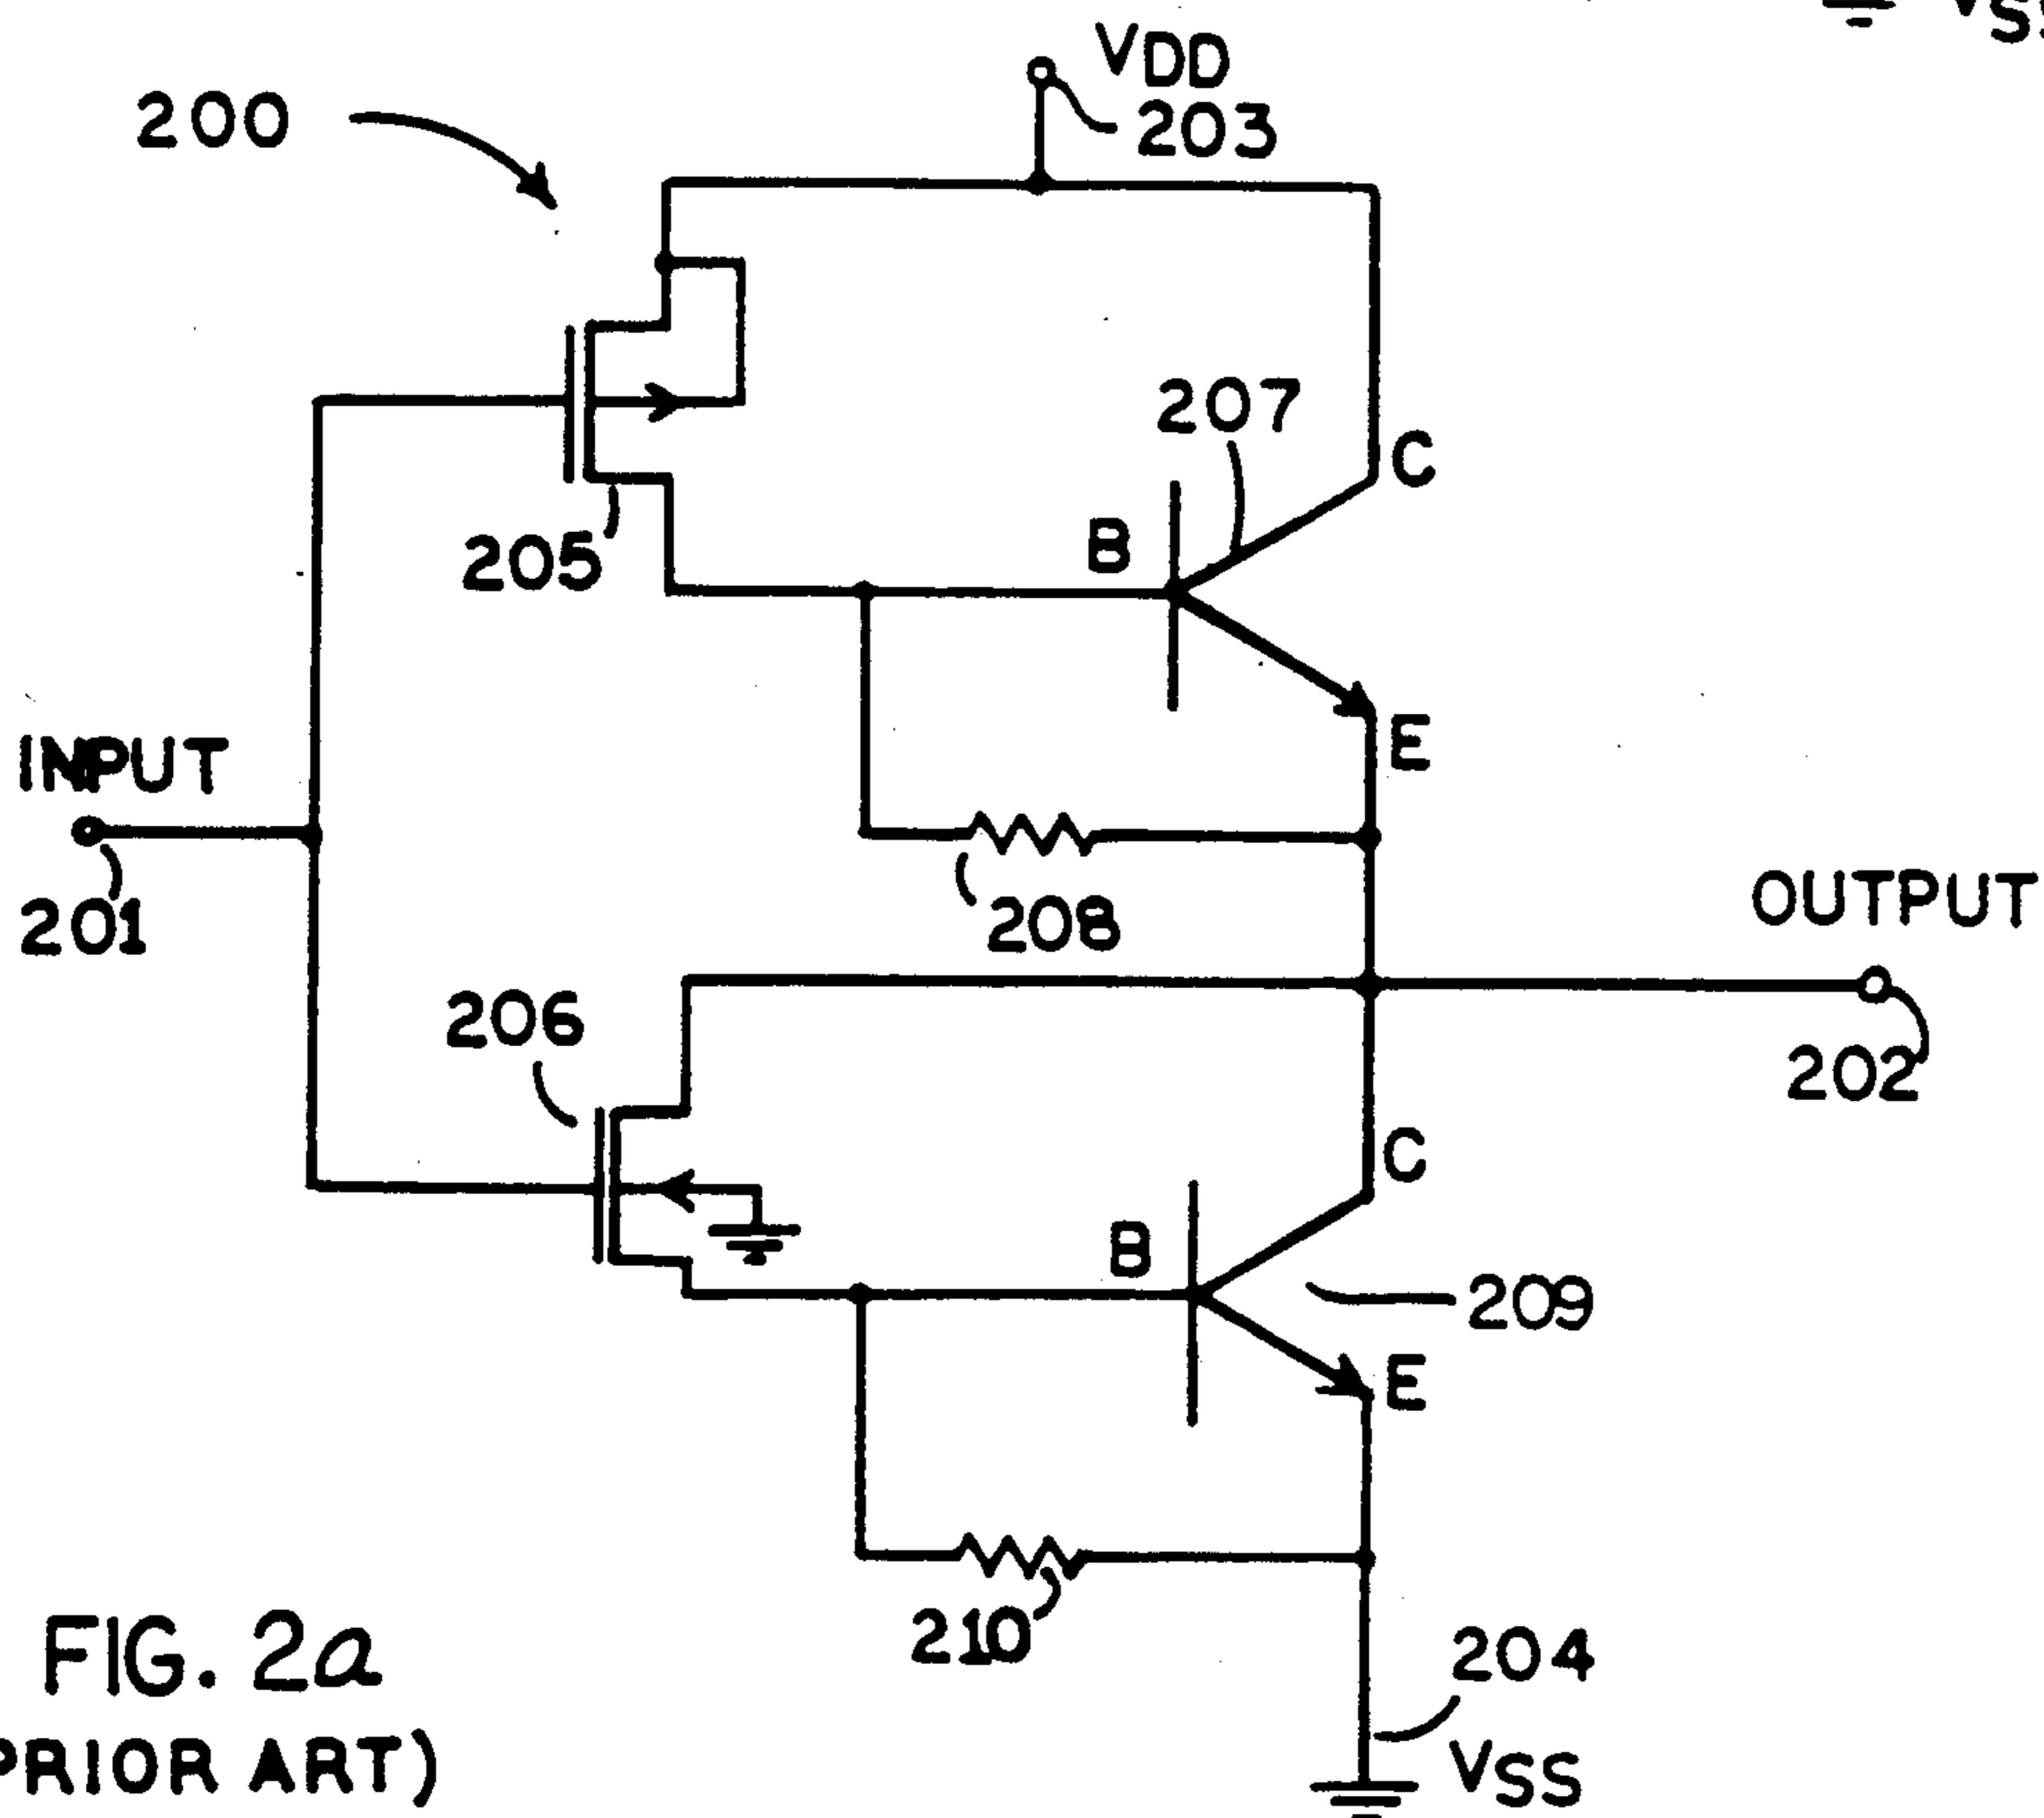 VSS
VDD
200
203
207
C
B
205
E
INPUT
201
208
OUTPUT
206
202
C
B
209
E
210
204
FIG. 2a
PRIOR ART)
VSS